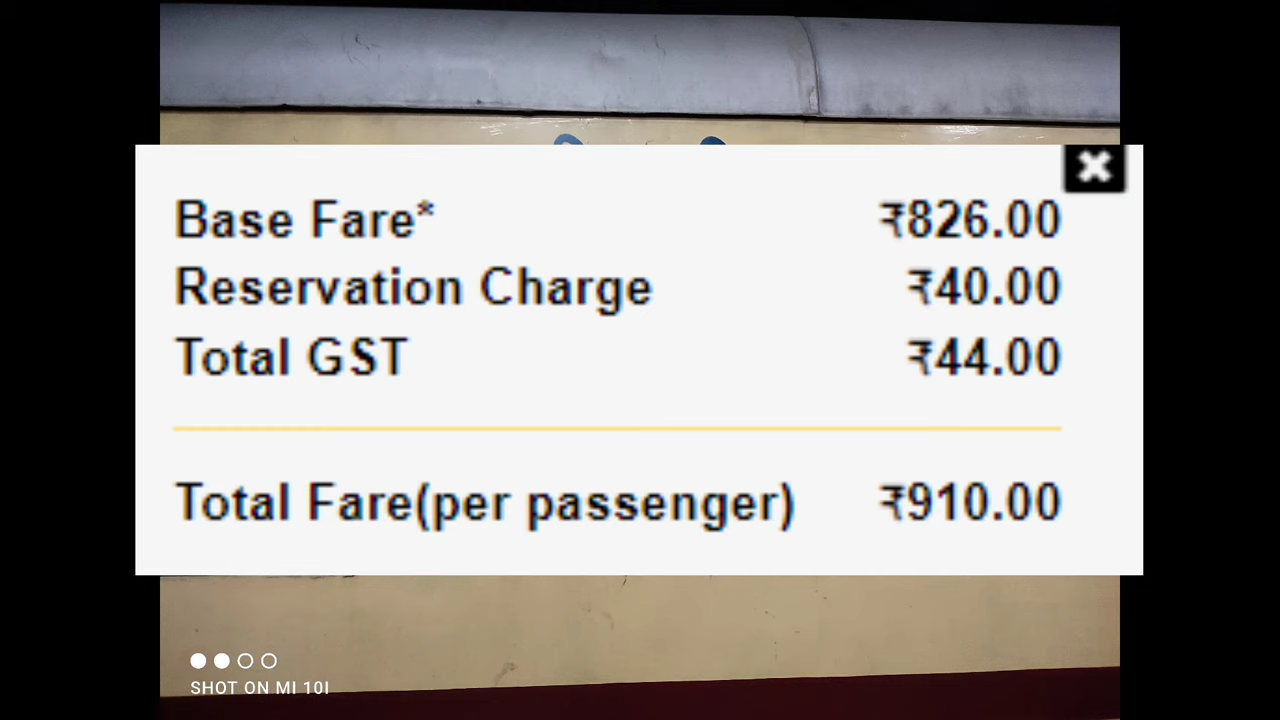 Base Fare* ₹826.00
Reservation Charge ₹40.00
Total GST ₹44.00
Total Fare(per passenger) ₹910.00
SHOT ON MI 10I